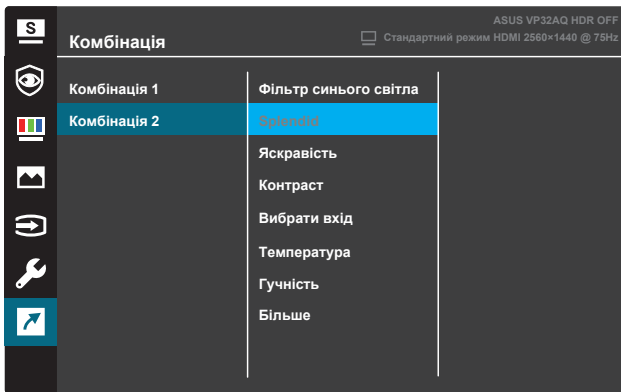 S
ASUS VP32AQ HDR OFF
Комбінація
Стандартний режим HDMI 2560×1440 @ 75Hz
Комбінація 1
Фільтр синього світла
Комбінація 2
Splendid
Яскравість
Контраст
Вибрати вхід
Температура
Гучність
Більше